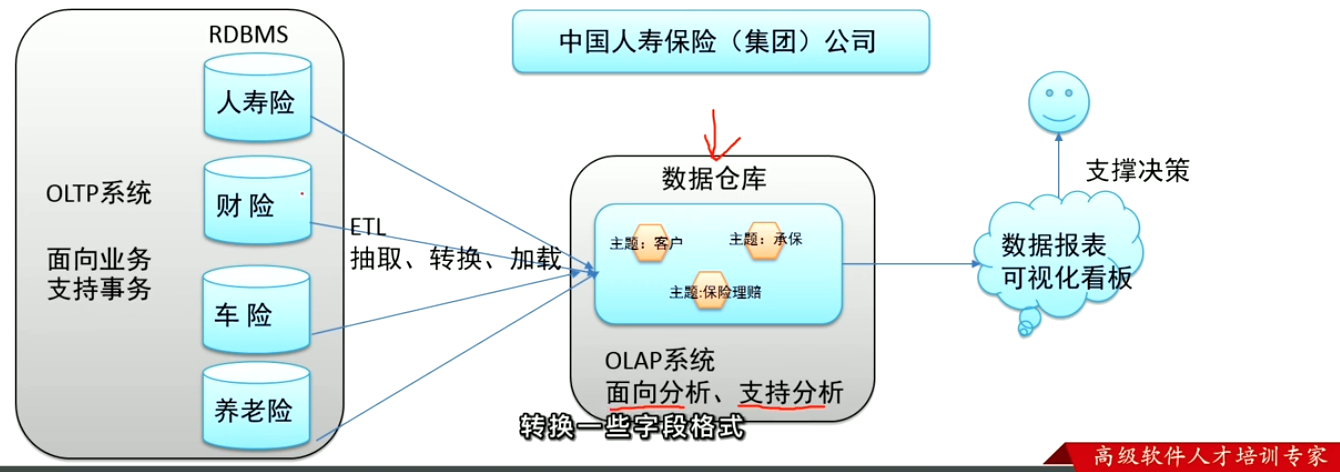 RDBMS
中国人寿保险（集团）公司
人寿险
财 险
车 险
养老险
OLTP系统
面向业务
支持事务
ETL
抽取、转换、加载
数据仓库
主题：客户
主题：承保
主题:保险理赔
OLAP系统
面向分析、支持分析
支撑决策
数据报表
可视化看板
转换一些字段格式
高级软件人才培训专家